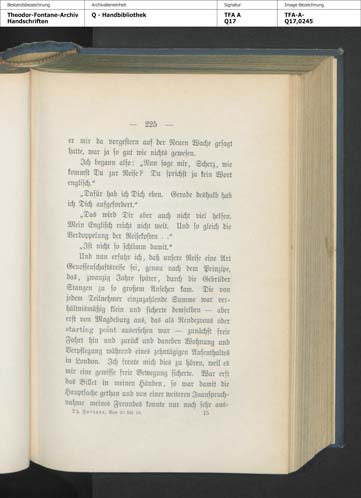 Bestandsbezeichnung
Archivalieneinheit
Signatur
Image-Bezeichnung
Theodor-Fontane-Archiv
Handschriften
Q - Handbibliothek
TFA A
Q17
TFA-A-
Q17,0245
— 225 —
er mir da vorgestern auf der Neuen Wache gesagt
hatte, war ja so gut wie nichts gewesen.
Ich begann also: „Nun sage mir, Scherz, wie
kommst Du zur Reise? Du sprichst ja kein Wort
englisch.“
„Dafür hab ich Dich eben. Gerade deshalb hab
ich Dich aufgefordert.“
„Das wird Dir aber auch nicht viel helfen.
Mein Englisch reicht nicht weit. Und so gleich die
Verdoppelung der Reisekosten . .“
„Ist nicht so schlimm damit.“
Und nun erfuhr ich, daß unsere Reise eine Art
Genossenschaftsreise sei, genau nach dem Prinzipe,
das, zwanzig Jahre später, durch die Gebrüder
Stangen zu so großem Ansehen kam. Die von
jedem Teilnehmer einzuzahlende Summe war ver-
hältnismäßig klein und sicherte demselben — aber
erst von Magdeburg aus, das als Rendezvous oder
starting point ausersehen war — zunächst freie
Fahrt hin und zurück und daneben Wohnung und
Verpflegung während eines zehntägigen Aufenthaltes
in London. Ich freute mich dies zu hören, weil es
mir eine gewisse freie Bewegung sicherte. War erst
das Billet in meinen Händen, so war damit die
Hauptsache gethan und von einer weiteren Inanspruch-
nahme meines Freundes konnte nur noch sehr aus-
Th. Fontane, Von 20 bis 30.
15